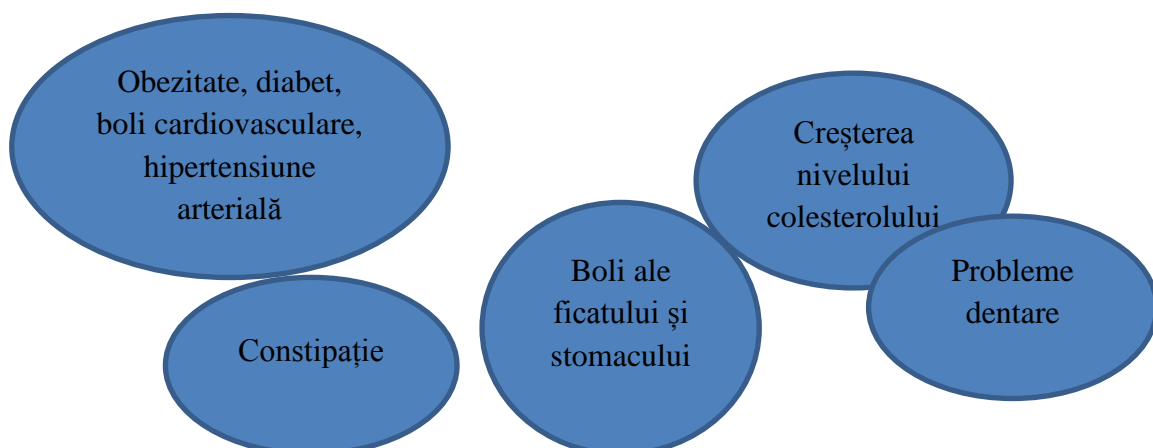 Obezitate, diabet,
boli cardiovasculare,
hipertensiune
arterială
Creșterea
nivelului
colesterolului
Boli ale
ficatului și
stomacului
Probleme
dentare
Constipație